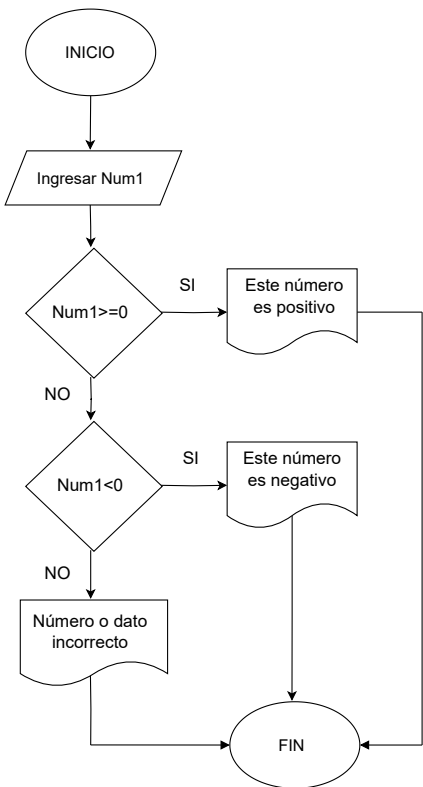 INICIO
Ingresar Num1
Num1>=0
SI
Este número
es positivo
NO
Num1<0
SI
Este número
es negativo
NO
Número o dato
incorrecto
FIN